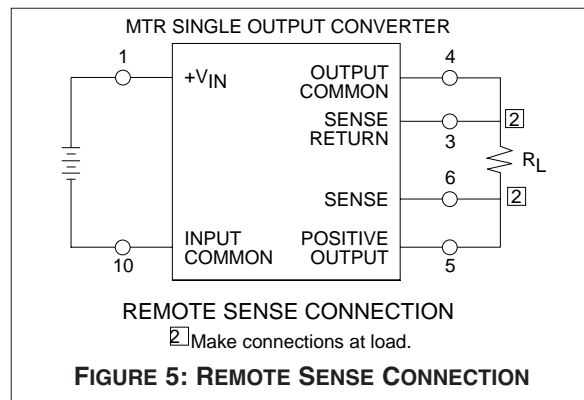 MTR SINGLE OUTPUT CONVERTER
1
+VIN
OUTPUT
COMMON
4
SENSE
RETURN
3
2
RL
SENSE
6
2
INPUT
COMMON
10
POSITIVE
OUTPUT
5
REMOTE SENSE CONNECTION
2 Make connections at load.
FIGURE 5: REMOTE SENSE CONNECTION